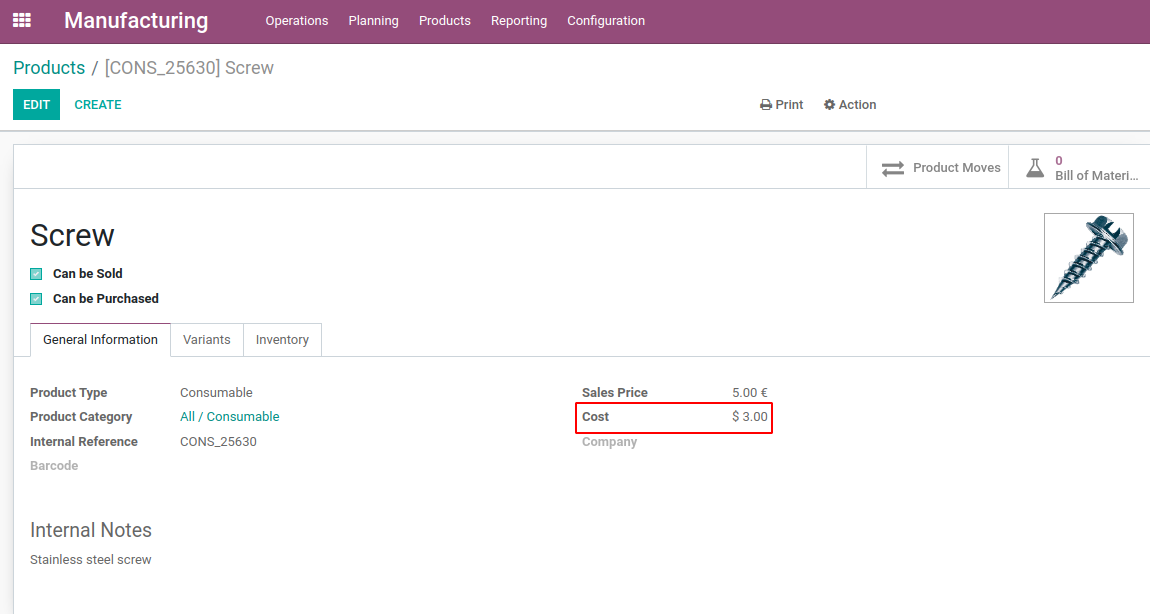 Manufacturing Operations Planning Products Reporting Configuration
Products / [CONS_25630] Screw
EDIT CREATE Print Action
Product Moves
0
Bill of Materi...
Screw
Can be Sold
Can be Purchased
General Information Variants Inventory
Product Type Consumable Sales Price 5.00 €
Product Category All / Consumable Cost $ 3.00
Internal Reference CONS_25630 Company
Barcode
Internal Notes
Stainless steel screw